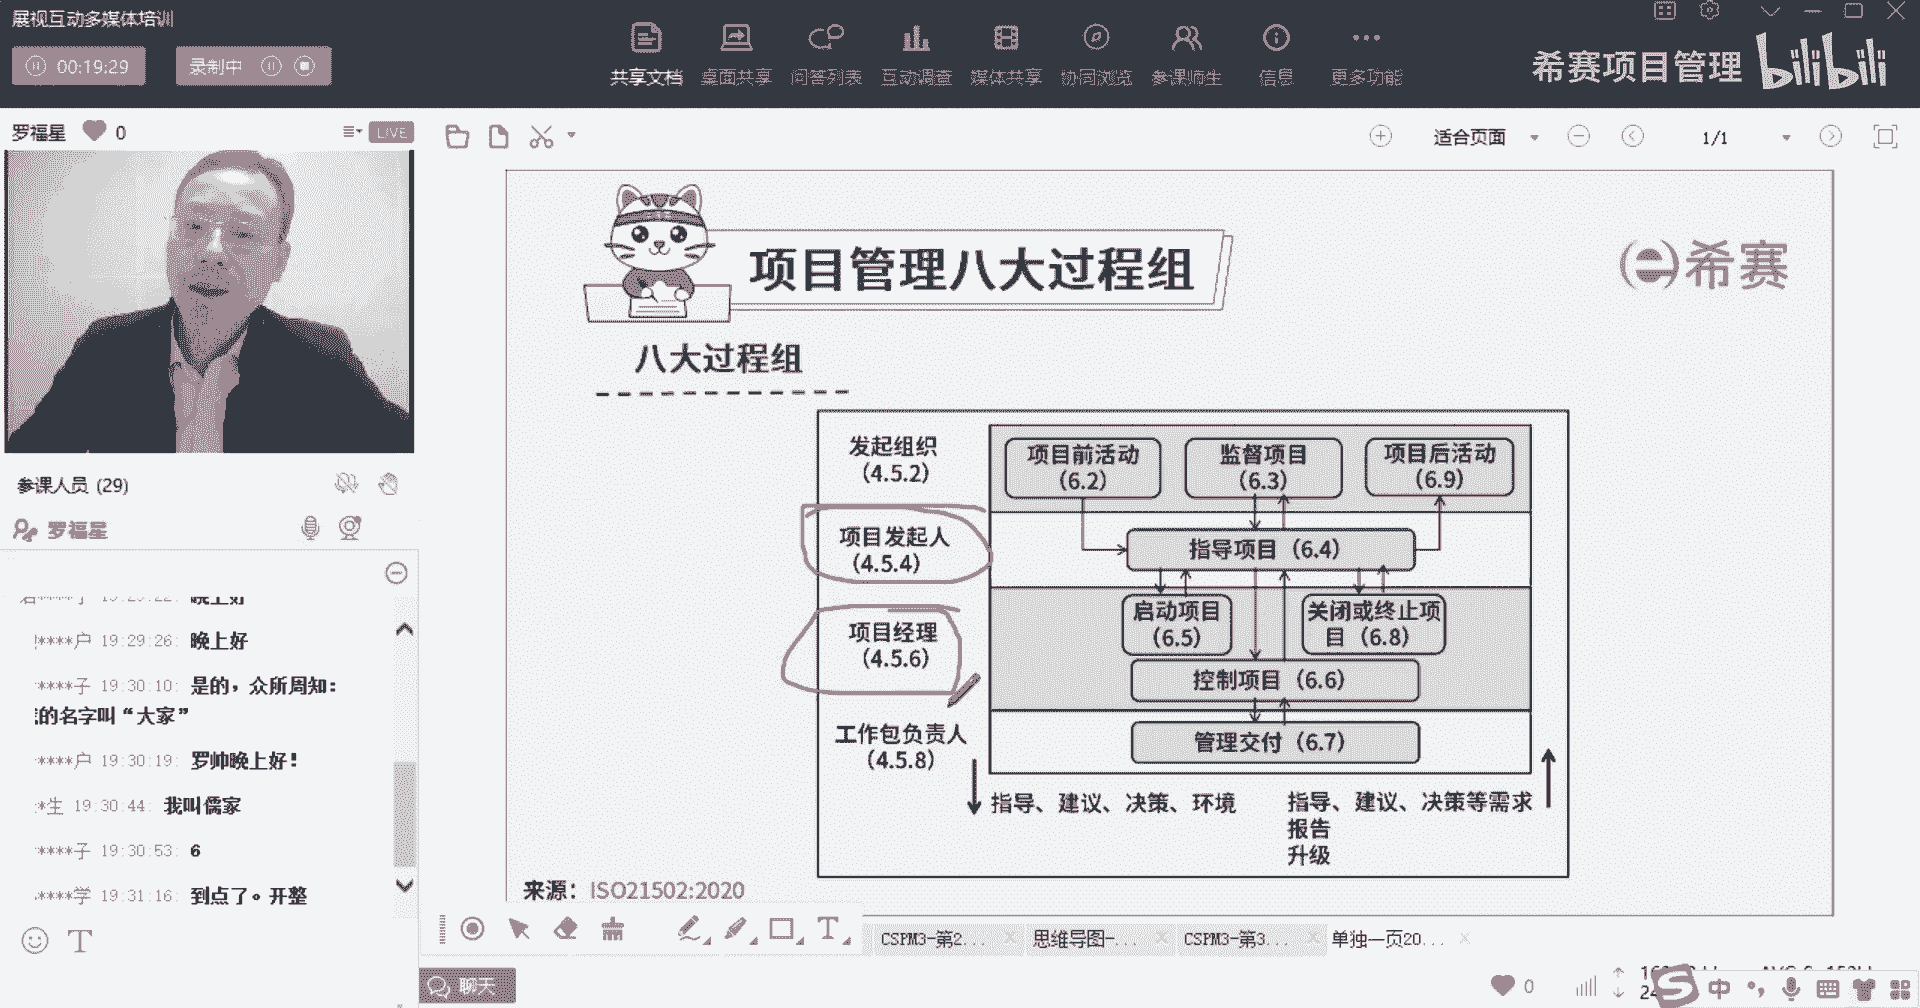 展视互动多媒体培训
00:19:29
录制中
共享文档
桌面共享
问答列表
互动调查
媒体共享
协同浏览
参课师生
信息
更多功能
希赛项目管理
bilibili
罗福星
0
LIVE
适合页面
1/1
参课人员 (29)
罗福星
晚上好
****户 19:29:26: 晚上好
****子 19:30:10: 是的，众所周知：
的名字叫“大家”
****户 19:30:19: 罗帅晚上好！
*生 19:30:44: 我叫儒家
****子 19:30:53: 6
****学 19:31:16: 到点了。开整
项目管理八大过程组
希赛
八大过程组
发起组织
(4.5.2)
项目前活动
(6.2)
监督项目
(6.3)
项目后活动
(6.9)
项目发起人
(4.5.4)
指导项目（6.4）
项目经理
(4.5.6)
启动项目
(6.5)
关闭或终止项
目（6.8）
控制项目（6.6）
工作包负责人
(4.5.8)
管理交付（6.7）
指导、建议、决策、环境
指导、建议、决策等需求
报告
升级
来源：ISO21502:2020
CSPM3-第2...
思维导图-...
CSPM3-第3...
单独一页20...
聊天
0
中